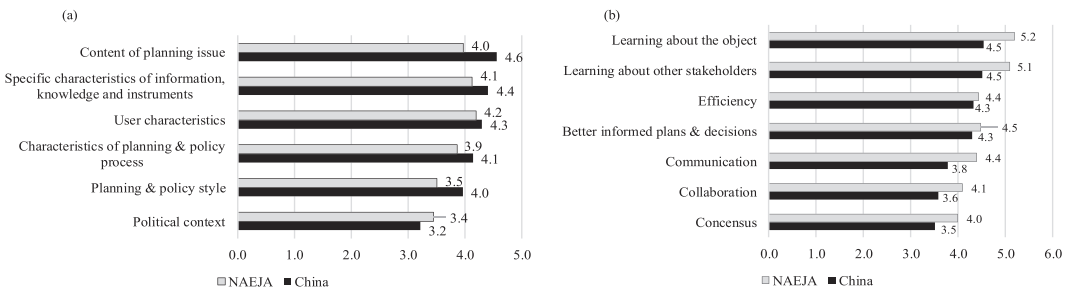 (a)
Content of planning issue
4.0
4.6
Specific characteristics of information,
knowledge and instruments
4.1
4.4
User characteristics
4.2
4.3
Characteristics of planning & policy
process
3.9
4.1
Planning & policy style
3.5
4.0
Political context
3.4
3.2
0.0 1.0 2.0 3.0 4.0 5.0
NAEJA China
(b)
Learning about the object
5.2
4.5
Learning about other stakeholders
5.1
4.5
Efficiency
4.4
4.3
Better informed plans & decisions
4.5
4.3
Communication
4.4
3.8
Collaboration
4.1
3.6
Concensus
4.0
3.5
0.0 1.0 2.0 3.0 4.0 5.0 6.0
NAEJA China